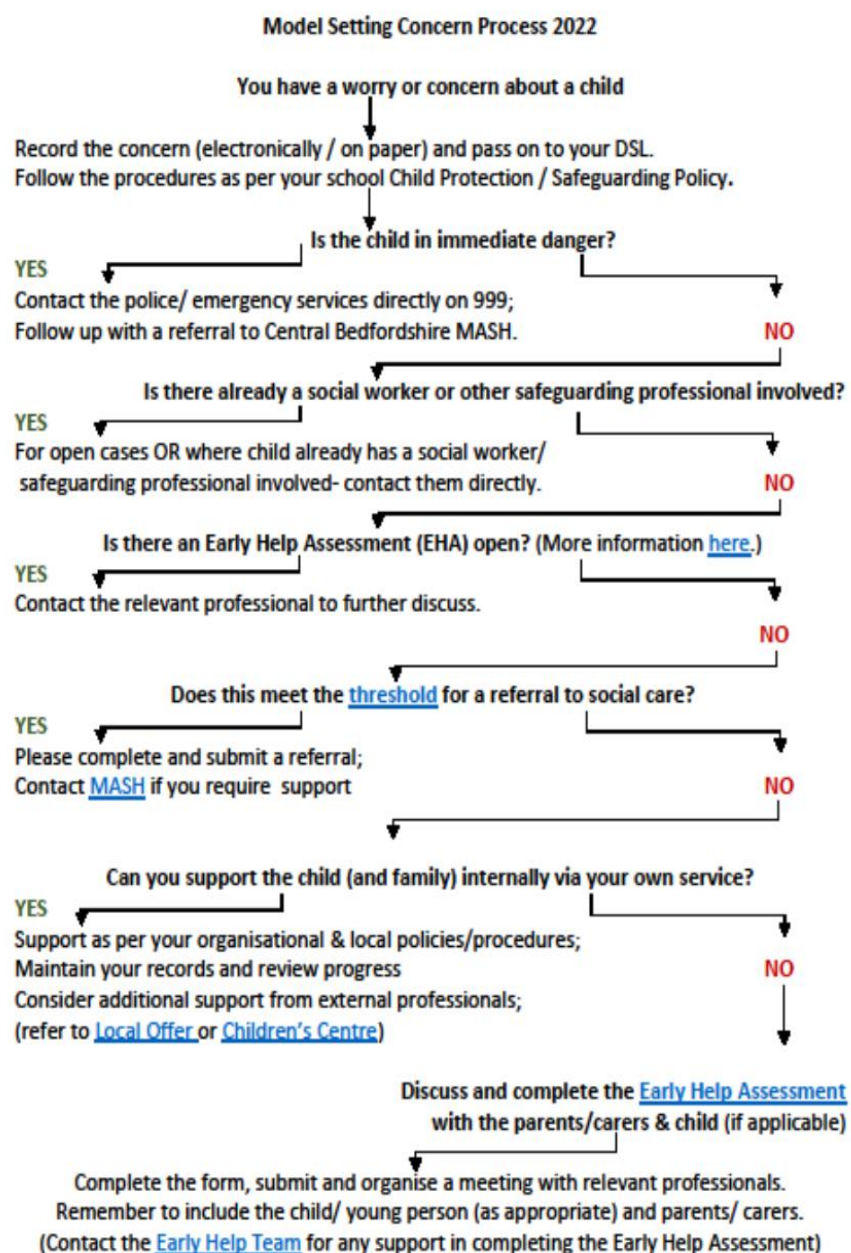 Model Setting Concern Process 2022
You have a worry or concern about a child
Record the concern (electronically / on paper) and pass on to your DSL.
Follow the procedures as per your school Child Protection / Safeguarding Policy.
Is the child in immediate danger?
YES
Contact the police/ emergency services directly on 999;
Follow up with a referral to Central Bedfordshire MASH.
NO
Is there already a social worker or other safeguarding professional involved?
YES
For open cases OR where child already has a social worker/
safeguarding professional involved- contact them directly.
NO
Is there an Early Help Assessment (EHA) open? (More information here.)
YES
Contact the relevant professional to further discuss.
NO
Does this meet the threshold for a referral to social care?
YES
Please complete and submit a referral;
Contact MASH if you require support
NO
Can you support the child (and family) internally via your own service?
YES
Support as per your organisational & local policies/procedures;
Maintain your records and review progress
NO
Consider additional support from external professionals;
(refer to Local Offer or Children's Centre)
Discuss and complete the Early Help Assessment
with the parents/carers & child (if applicable)
Complete the form, submit and organise a meeting with relevant professionals.
Remember to include the child/ young person (as appropriate) and parents/ carers.
(Contact the Early Help Team for any support in completing the Early Help Assessment)